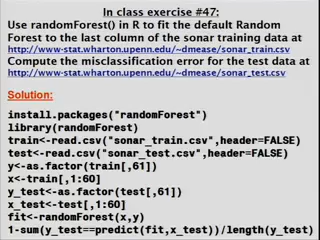 In class exercise #47:
Use randomForest() in R to fit the default Random
Forest to the last column of the sonar training data at
http://www-stat.wharton.upenn.edu/~dmease/sonar_train.csv
Compute the misclassification error for the test data at
http://www-stat.wharton.upenn.edu/~dmease/sonar_test.csv
Solution:
install.packages("randomForest")
library(randomForest)
train<-read.csv("sonar_train.csv",header=FALSE)
test<-read.csv("sonar_test.csv",header=FALSE)
y<-as.factor(train[,61])
x<-train[,1:60]
y_test<-as.factor(test[,61])
x_test<-test[,1:60]
fit<-randomForest(x,y)
1-sum(y_test==predict(fit,x_test))/length(y_test)